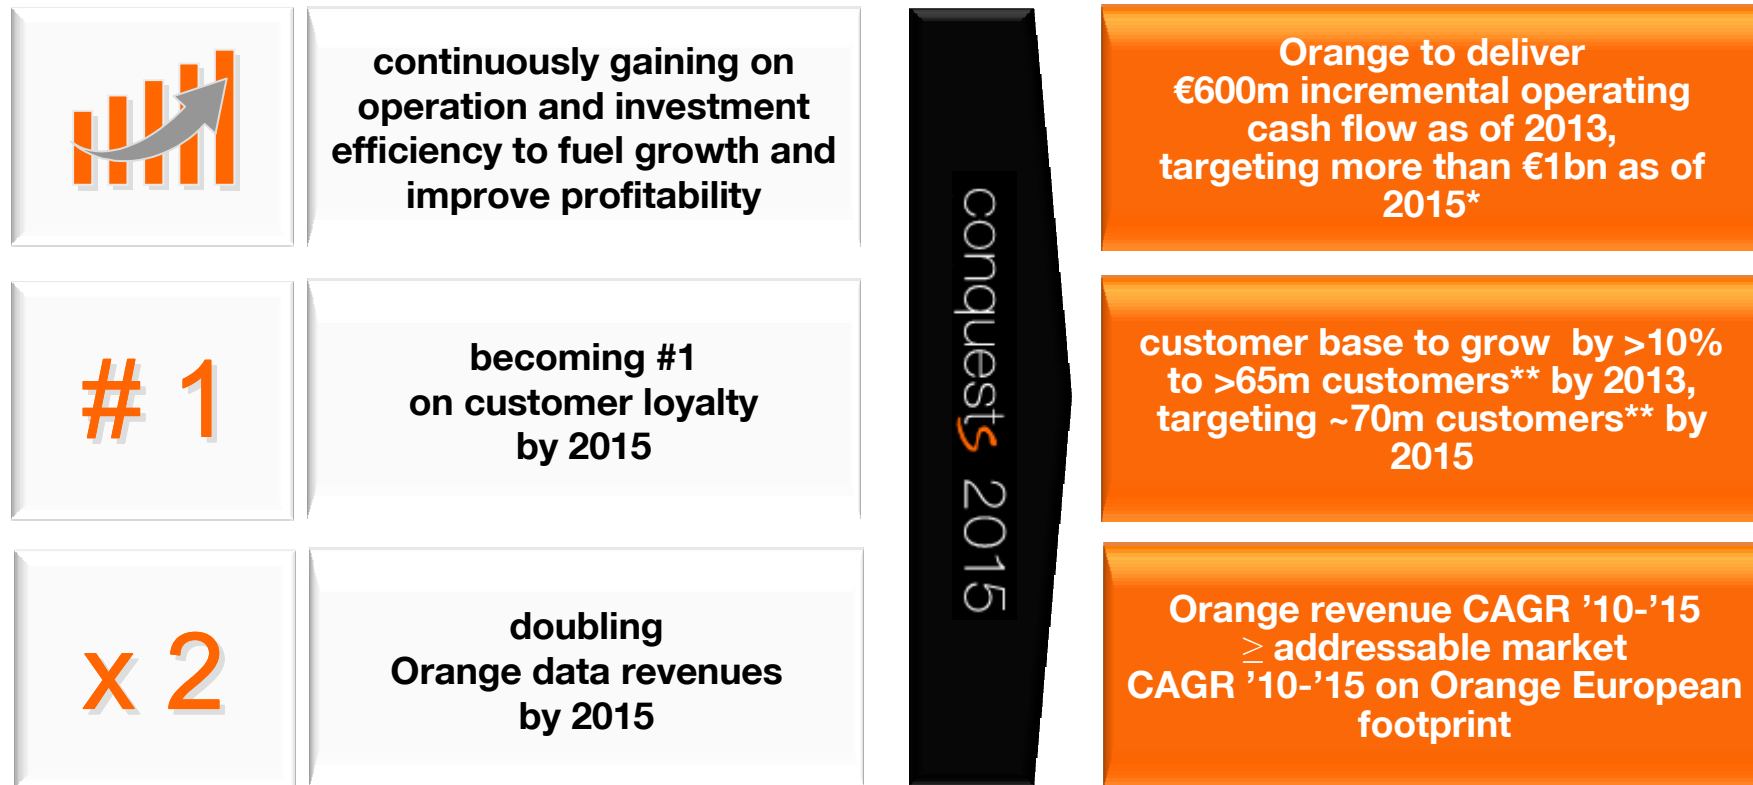 continuously gaining on
operation and investment
efficiency to fuel growth and
improve profitability
# 1
becoming #1
on customer loyalty
by 2015
x 2
doubling
Orange data revenues
by 2015
conquests 2015
Orange to deliver
€600m incremental operating
cash flow as of 2013,
targeting more than €1bn as of
2015*
customer base to grow by >10%
to >65m customers** by 2013,
targeting ~70m customers** by
2015
Orange revenue CAGR ’10-’15
≥ addressable market
CAGR ’10-’15 on Orange European
footprint